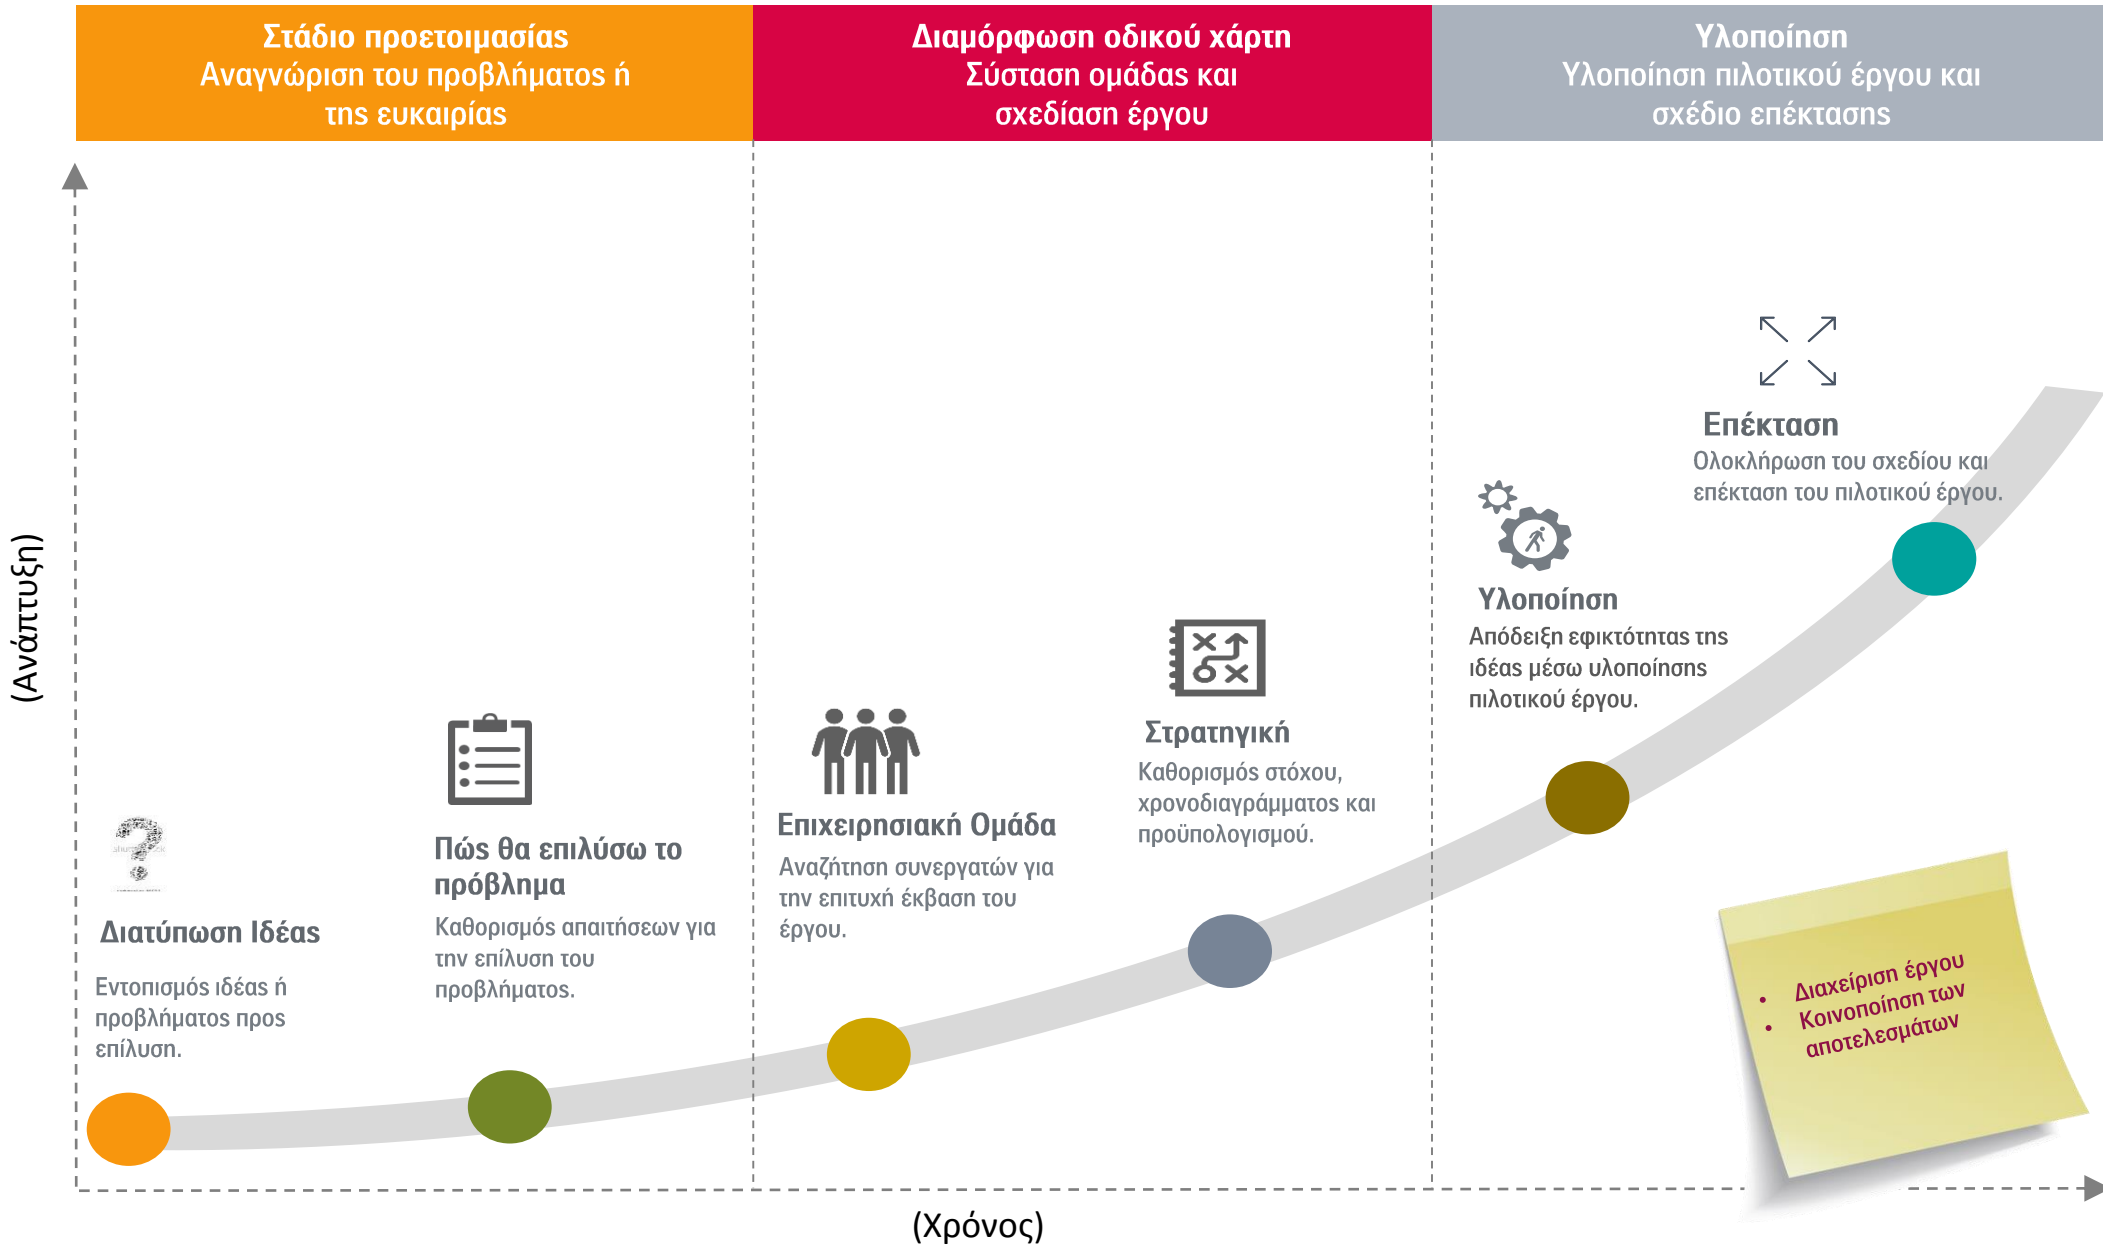 Στάδιο προετοιμασίας
Αναγνώριση του προβλήματος ή
της ευκαιρίας
Διαμόρφωση οδικού χάρτη
Σύσταση ομάδας και
σχεδίαση έργου
Υλοποίηση
Υλοποίηση πιλοτικού έργου και
σχέδιο επέκτασης
(Ανάπτυξη)
Διατύπωση Ιδέας
Εντοπισμός ιδέας ή
προβλήματος προς
επίλυση.
Πώς θα επιλύσω το
πρόβλημα
Καθορισμός απαιτήσεων για
την επίλυση του
προβλήματος.
Επιχειρησιακή Ομάδα
Αναζήτηση συνεργατών για
την επιτυχή έκβαση του
έργου.
Στρατηγική
Καθορισμός στόχου,
χρονοδιαγράμματος και
προϋπολογισμού.
Υλοποίηση
Απόδειξη εφικτότητας της
ιδέας μέσω υλοποίησης
πιλοτικού έργου.
Επέκταση
Ολοκλήρωση του σχεδίου και
επέκταση του πιλοτικού έργου.
• Διαχείριση έργου
• Κοινοποίηση των
αποτελεσμάτων
(Χρόνος)